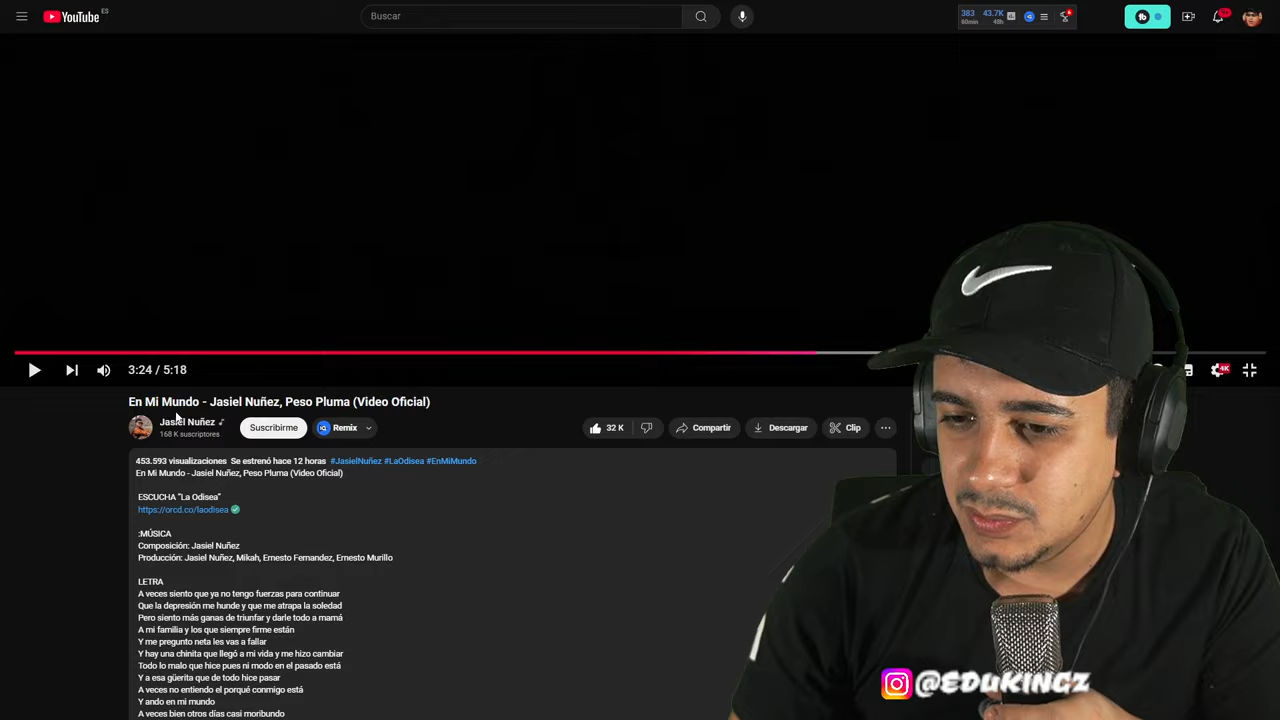 YouTube ES
Buscar
383 43.7K
60min 48h
3:24 / 5:18
4K
En Mi Mundo - Jasiel Nuñez, Peso Pluma (Video Oficial)
Jasiel Nuñez
168 K suscriptores
Suscribirme
Remix
32 K
Compartir
Descargar
Clip
453.593 visualizaciones Se estrenó hace 12 horas #JasielNuñez #LaOdisea #EnMiMundo
En Mi Mundo - Jasiel Nuñez, Peso Pluma (Video Oficial)
ESCUCHA "La Odisea"
https://orcd.co/laodisea
:MÚSICA
Composición: Jasiel Nuñez
Producción: Jasiel Nuñez, Mikah, Ernesto Fernandez, Ernesto Murillo
LETRA
A veces siento que ya no tengo fuerzas para continuar
Que la depresión me hunde y que me atrapa la soledad
Pero siento más ganas de triunfar y darle todo a mamá
A mi familia y los que siempre firme están
Y me pregunto neta les vas a fallar
Y hay una chinita que llegó a mi vida y me hizo cambiar
Todo lo malo que hice pues ni modo en el pasado está
Y a esa güerita que de todo hice pasar
A veces no entiendo el porqué conmigo está
Y ando en mi mundo
A veces bien otros días casi moribundo
@EDUKINGZ